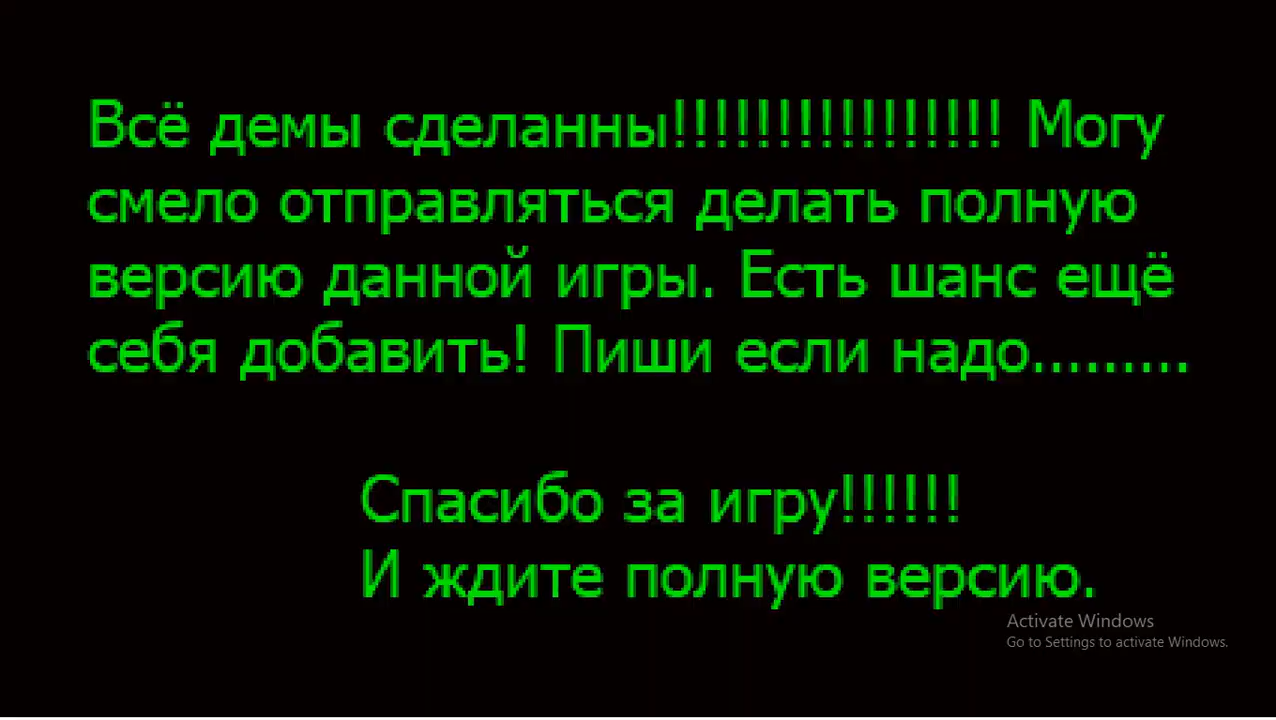 Всё демы сделанны!!!!!!!!!!!!!!!! Могу
смело отправляться делать полную
версию данной игры. Есть шанс ещё
себя добавить! Пиши если надо.........
Спасибо за игру!!!!!!
И ждите полную версию.
Activate Windows
Go to Settings to activate Windows.